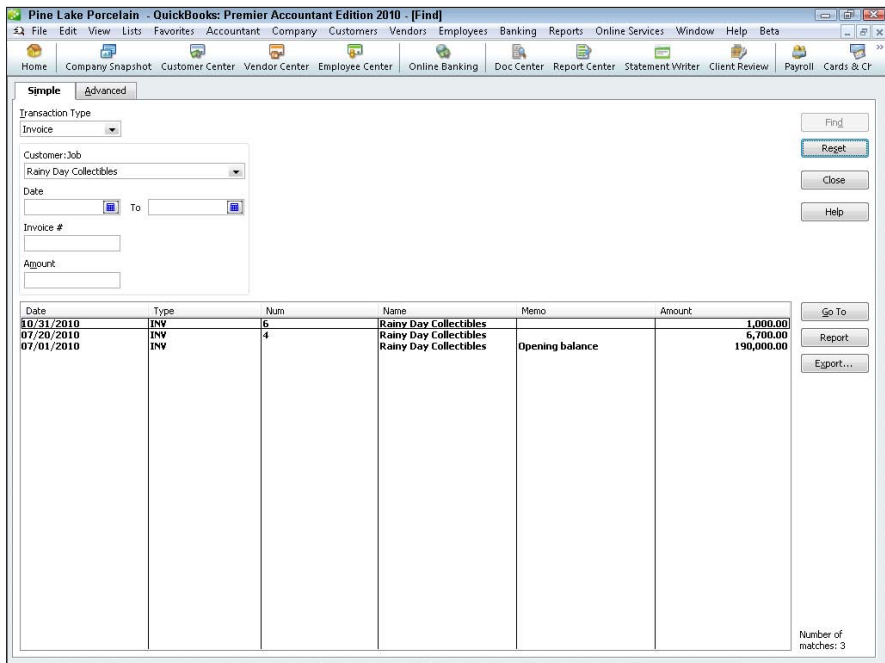 Pine Lake Porcelain - QuickBooks: Premier Accountant Edition 2010 - [Find]
File Edit View Lists Favorites Accountant Company Customers Vendors Employees Banking Reports Online Services Window Help Beta
Home Company Snapshot Customer Center Vendor Center Employee Center Online Banking Doc Center Report Center Statement Writer Client Review Payroll Cards & Ch
Simple Advanced
Transaction Type
Invoice
Find
Customer:Job
Reset
Rainy Day Collectibles
Close
Date
To
Help
Invoice #
Amount
Date Type Num Name Memo Amount
Go To
10/31/2010 INV 6 Rainy Day Collectibles 1,000.00
07/20/2010 INV 4 Rainy Day Collectibles 6,700.00
07/01/2010 INV Rainy Day Collectibles Opening balance 190,000.00
Report
Export...
Number of
matches: 3